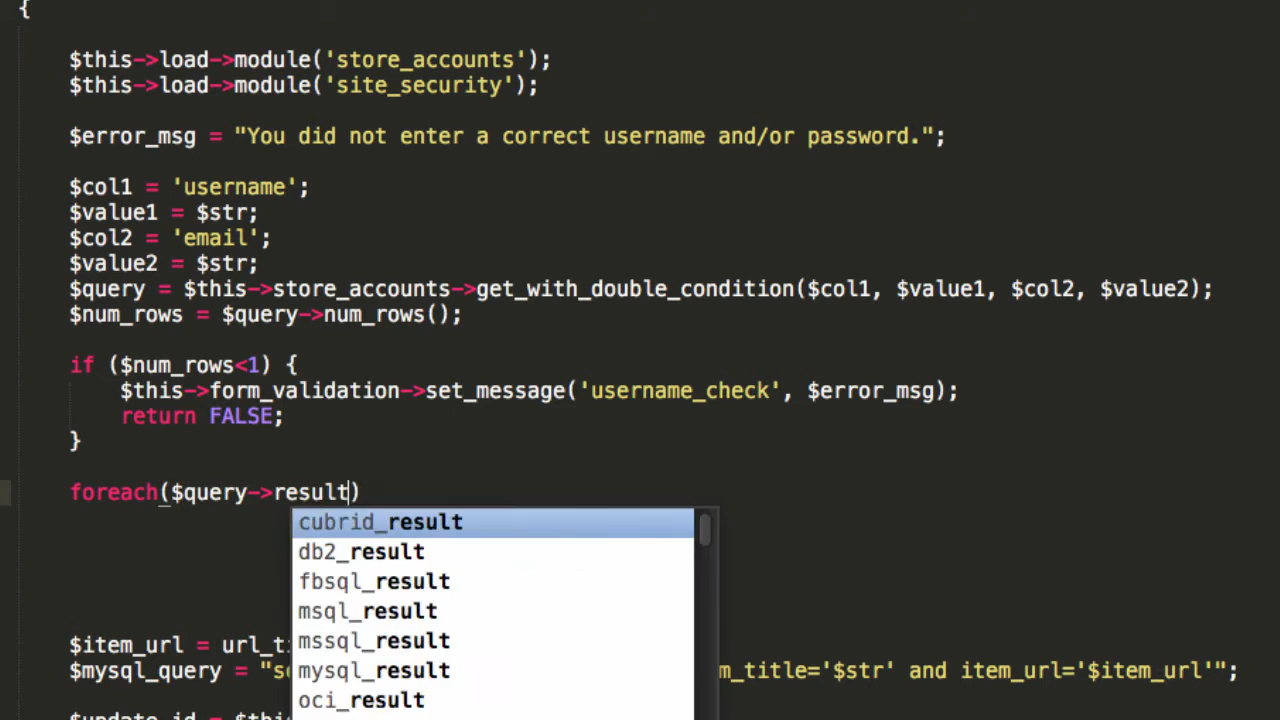 {
$this->load->module('store_accounts');
$this->load->module('site_security');
$error_msg = "You did not enter a correct username and/or password.";
$col1 = 'username';
$value1 = $str;
$col2 = 'email';
$value2 = $str;
$query = $this->store_accounts->get_with_double_condition($col1, $value1, $col2, $value2);
$num_rows = $query->num_rows();
if ($num_rows<1) {
$this->form_validation->set_message('username_check', $error_msg);
return FALSE;
}
foreach($query->result)
cubrid_result
db2_result
fbsql_result
msql_result
mssql_result
mysql_result
oci_result
$item_url = url_ti
$mysql_query = "se m_title='$str' and item_url='$item_url'";
$update_id = $thi